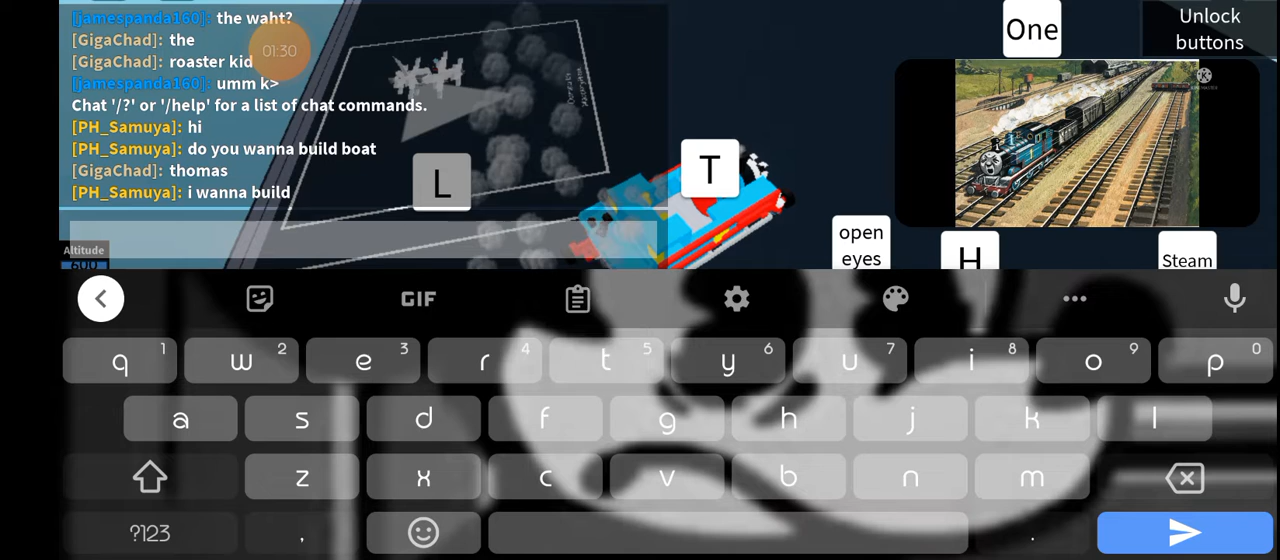 [jamespanda160]: the waht?
[GigaChad]: the
[GigaChad]: roaster kid
[jamespanda160]: umm k>
Chat '/?' or '/help' for a list of chat commands.
[PH_Samuya]: hi
[PH_Samuya]: do you wanna build boat
[GigaChad]: thomas
[PH_Samuya]: i wanna build
01:30
L
T
One
Unlock
buttons
open
eyes
H
Steam
Altitude
600
GIF
q 1 w 2 e 3 r 4 t 5 y 6 u 7 i 8 o 9 p 0
a s d f g h j k l
z x c v b n m
?123 , .